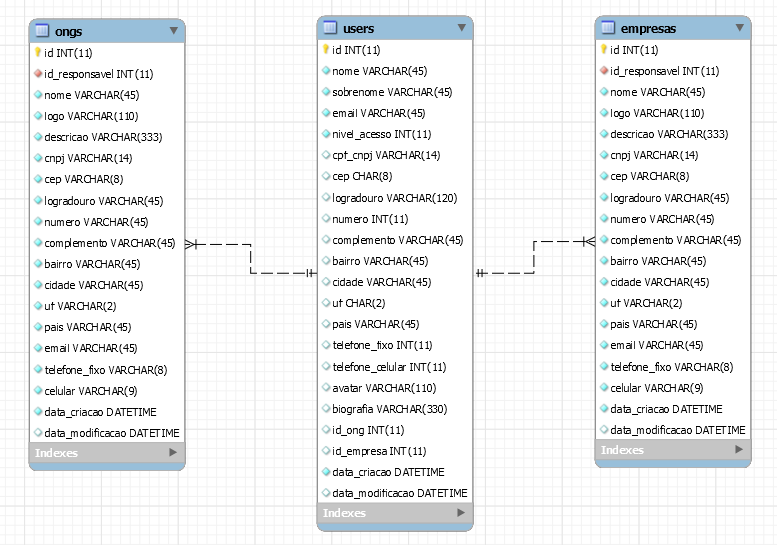 ongs
id INT(11)
id_responsavel INT(11)
nome VARCHAR(45)
logo VARCHAR(110)
descricao VARCHAR(333)
cnpj VARCHAR(14)
cep VARCHAR(8)
logradouro VARCHAR(45)
numero VARCHAR(45)
complemento VARCHAR(45)
bairro VARCHAR(45)
cidade VARCHAR(45)
uf VARCHAR(2)
pais VARCHAR(45)
email VARCHAR(45)
telefone_fixo VARCHAR(8)
celular VARCHAR(9)
data_criacao DATETIME
data_modificacao DATETIME
Indexes
users
id INT(11)
nome VARCHAR(45)
sobrenome VARCHAR(45)
email VARCHAR(45)
nivel_acesso INT(11)
cpf_cnpj VARCHAR(14)
cep CHAR(8)
logradouro VARCHAR(120)
numero INT(11)
complemento VARCHAR(45)
bairro VARCHAR(45)
cidade VARCHAR(45)
uf CHAR(2)
pais VARCHAR(45)
telefone_fixo INT(11)
telefone_celular INT(11)
avatar VARCHAR(110)
biografia VARCHAR(330)
id_ong INT(11)
id_empresa INT(11)
data_criacao DATETIME
data_modificacao DATETIME
Indexes
empresas
id INT(11)
id_responsavel INT(11)
nome VARCHAR(45)
logo VARCHAR(110)
descricao VARCHAR(333)
cnpj VARCHAR(14)
cep VARCHAR(8)
logradouro VARCHAR(45)
numero VARCHAR(45)
complemento VARCHAR(45)
bairro VARCHAR(45)
cidade VARCHAR(45)
uf VARCHAR(2)
pais VARCHAR(45)
email VARCHAR(45)
telefone_fixo VARCHAR(8)
celular VARCHAR(9)
data_criacao DATETIME
data_modificacao DATETIME
Indexes